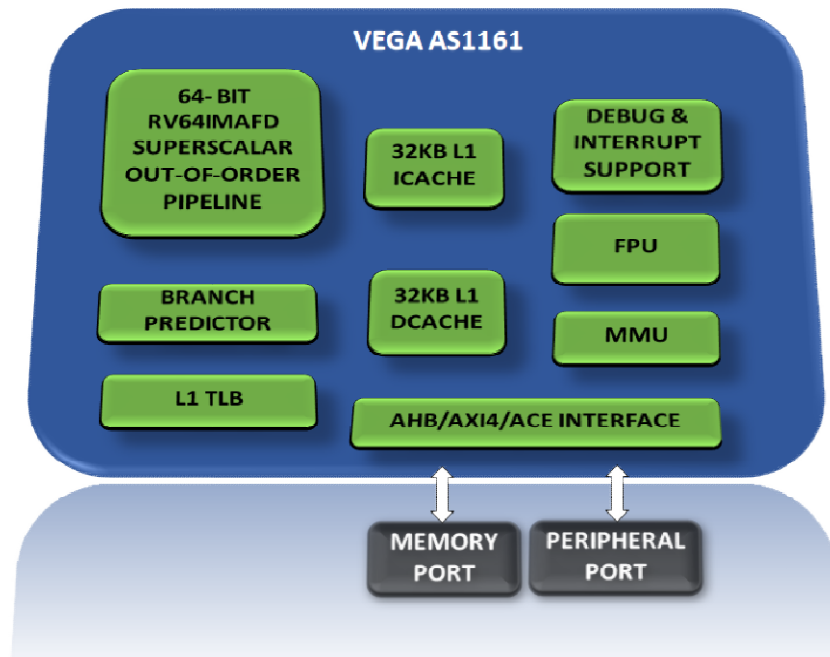 VEGA AS1161
64- BIT
RV64IMAFD
SUPERSCALAR
OUT-OF-ORDER
PIPELINE
32KB L1
ICACHE
DEBUG &
INTERRUPT
SUPPORT
FPU
BRANCH
PREDICTOR
32KB L1
DCACHE
MMU
L1 TLB
AHB/AXI4/ACE INTERFACE
MEMORY
PORT
PERIPHERAL
PORT